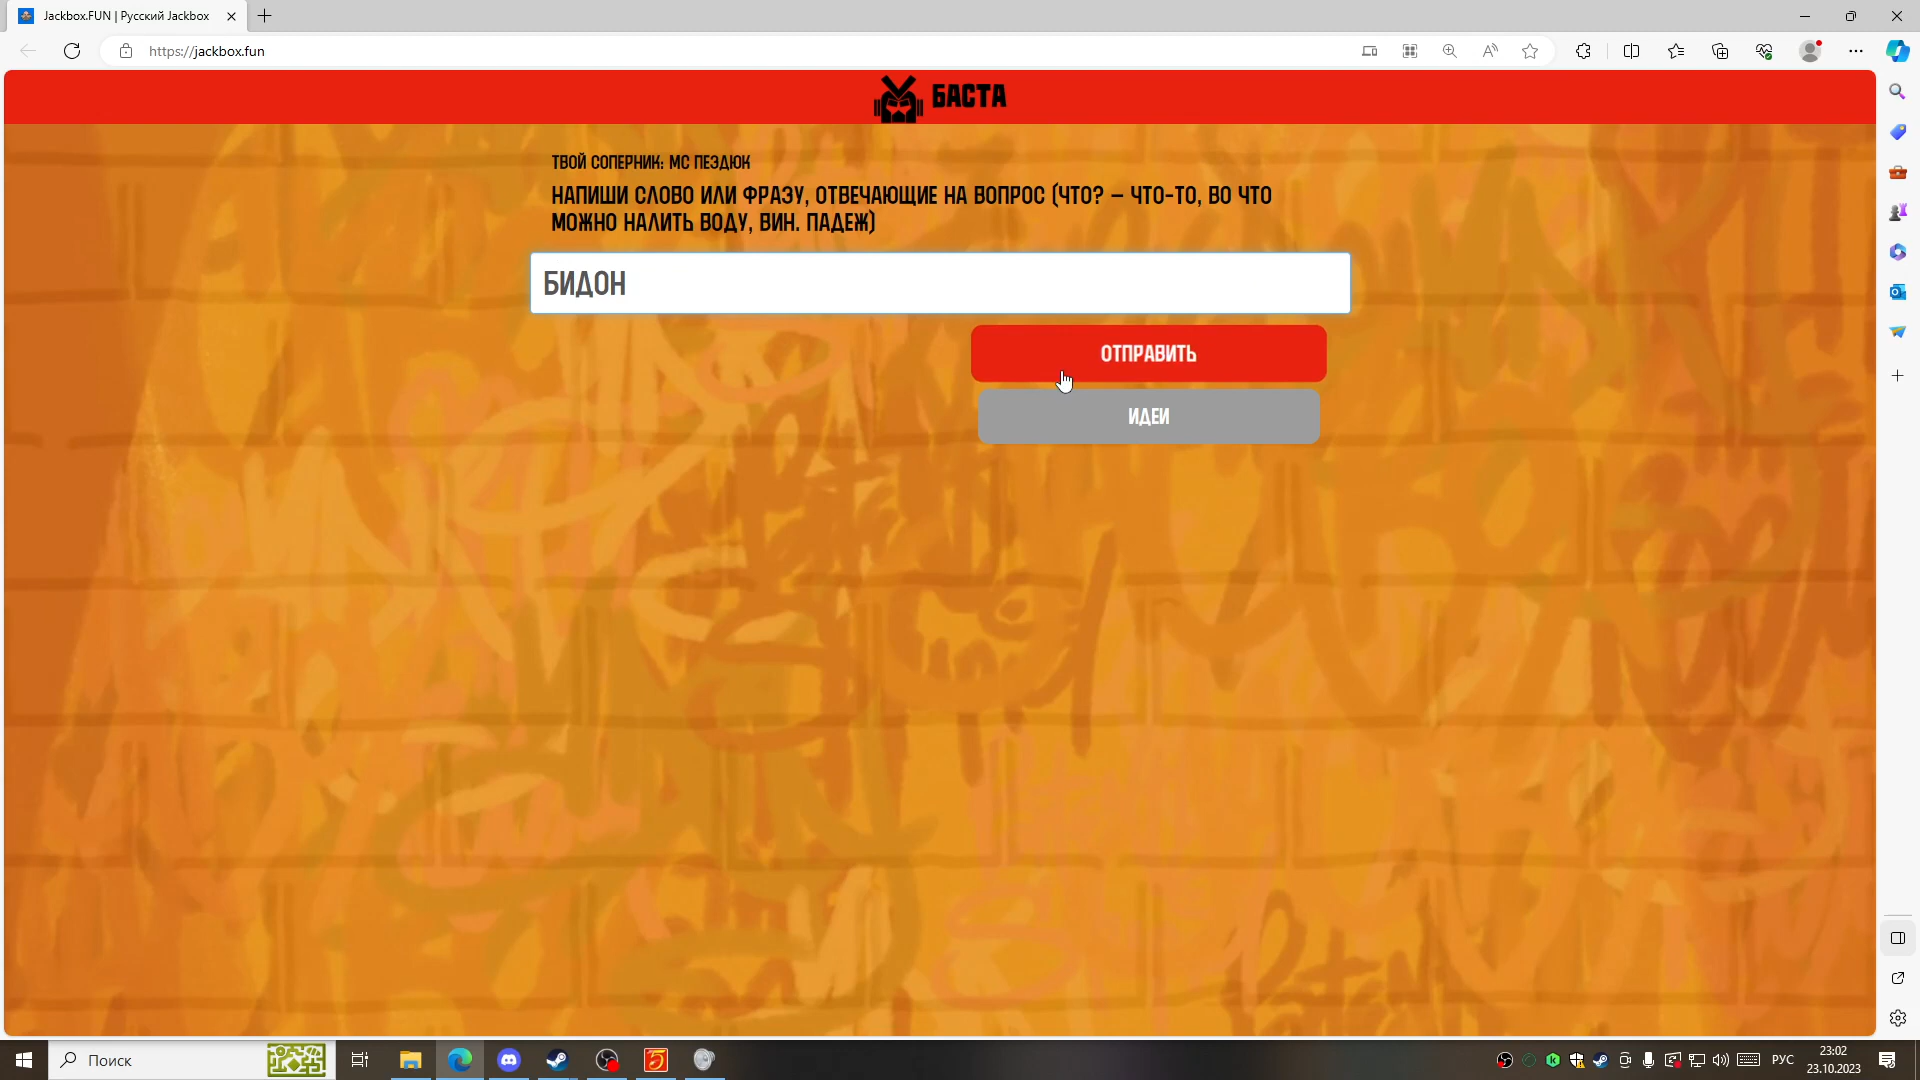 Jackbox.FUN | Русский Jackbox
https://jackbox.fun
БАСТА
ТВОЙ СОПЕРНИК: МС ПЕЗДЮК
НАПИШИ СЛОВО ИЛИ ФРАЗУ, ОТВЕЧАЮЩИЕ НА ВОПРОС (ЧТО? – ЧТО-ТО, ВО ЧТО
МОЖНО НАЛИТЬ ВОДУ, ВИН. ПАДЕЖ)
БИДОН
ОТПРАВИТЬ
ИДЕИ
Поиск
РУС
23:02
23.10.2023